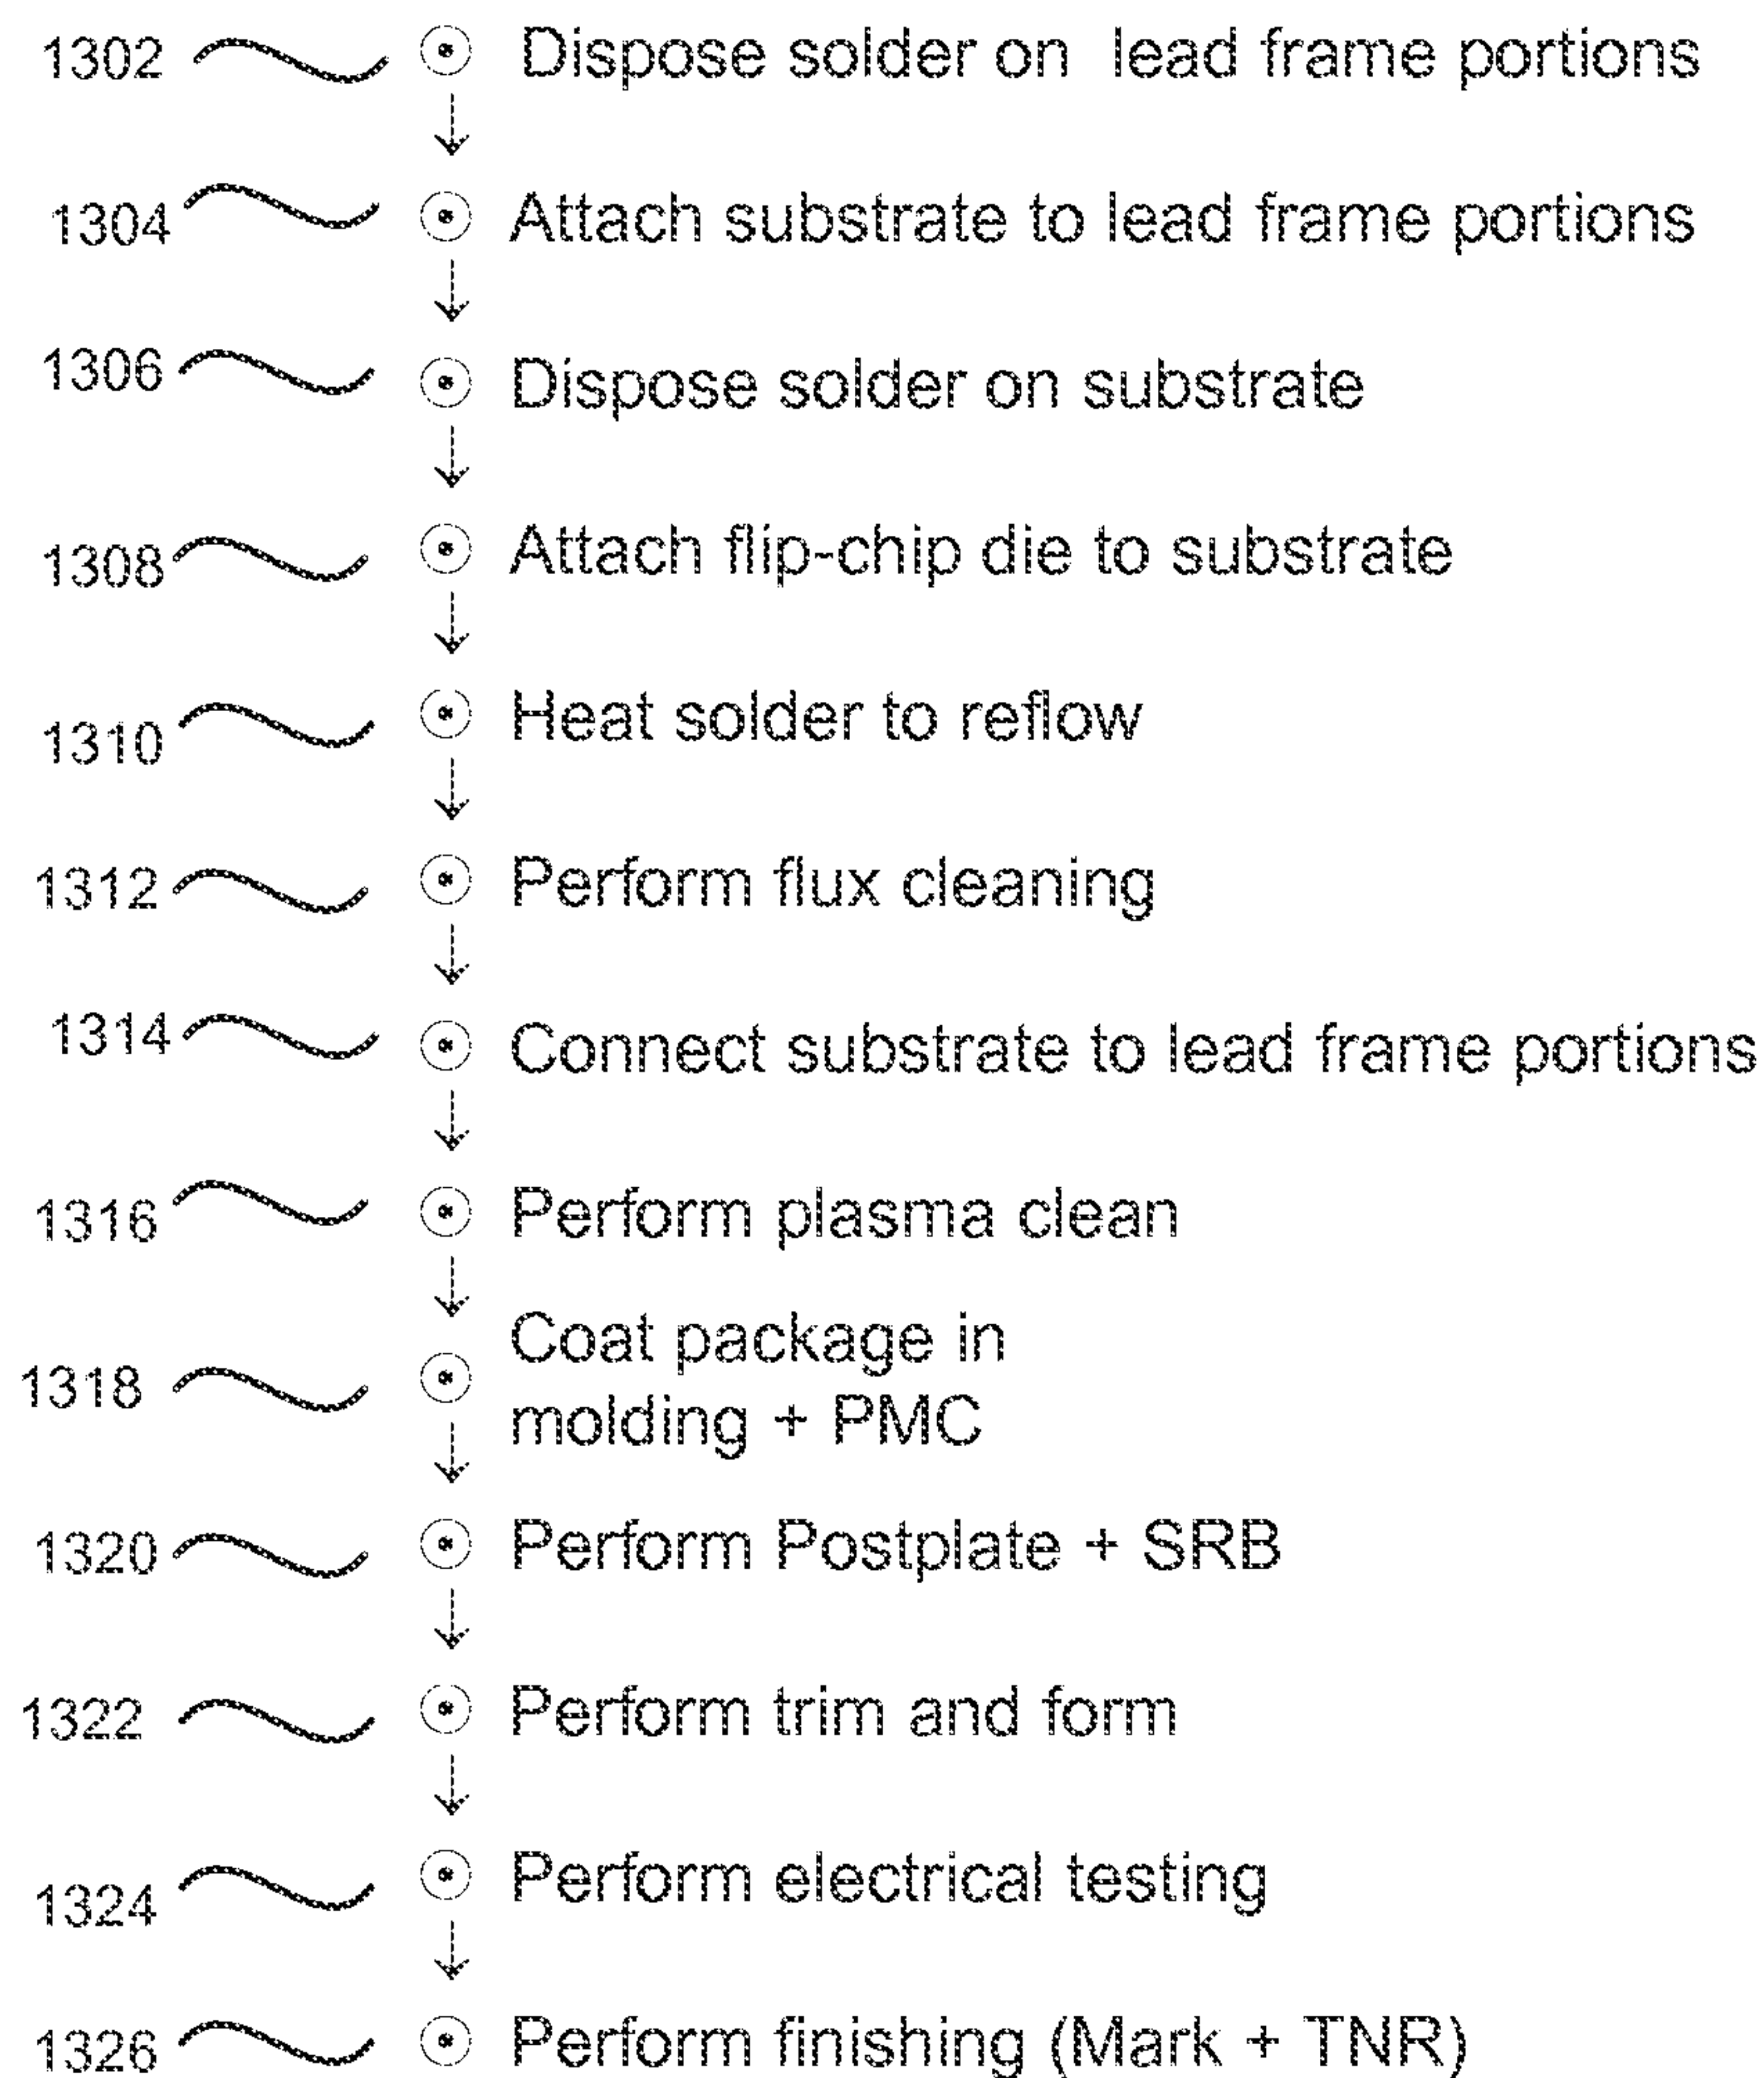 1302 Dispose solder on lead frame portions
1304 Attach substrate to lead frame portions
1306 Dispose solder on substrate
1308 Attach flip-chip die to substrate
1310 Heat solder to reflow
1312 Perform flux cleaning
1314 Connect substrate to lead frame portions
1316 Perform plasma clean
1318 Coat package in
molding + PMC
1320 Perform Postplate + SRB
1322 Perform trim and form
1324 Perform electrical testing
1326 Perform finishing (Mark + TNR)